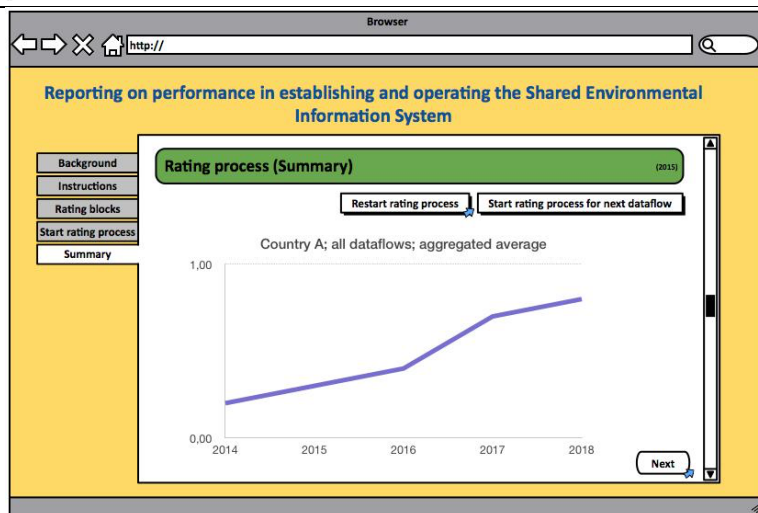 Browser
http://
Reporting on performance in establishing and operating the Shared Environmental
Information System
Background
Instructions
Rating blocks
Start rating process
Summary
Rating process (Summary)
(2015)
Restart rating process
Start rating process for next dataflow
Country A; all dataflows; aggregated average
1,00
0,00
2014
2015
2016
2017
2018
Next